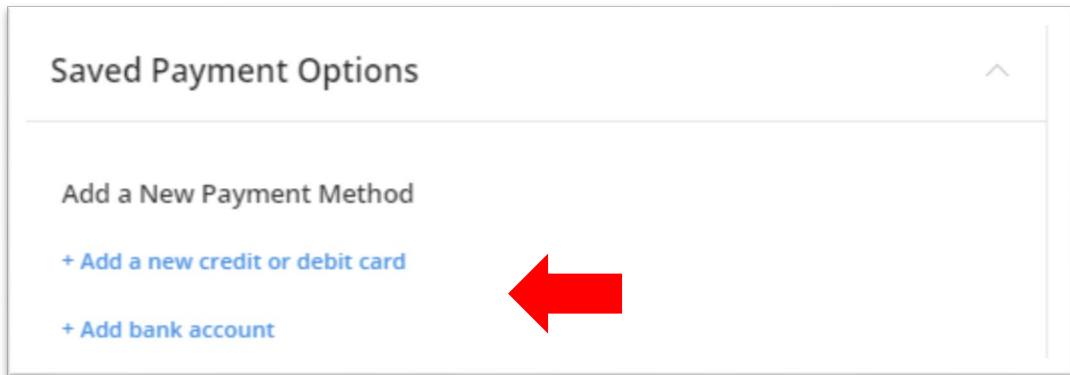 Saved Payment Options
Add a New Payment Method
+ Add a new credit or debit card
+ Add bank account